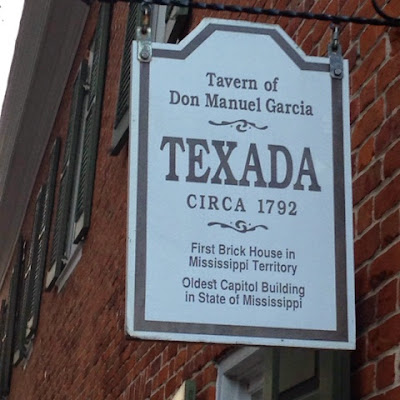 Tavern of
Don Manuel Garcia
TEXADA
CIRCA 1792
First Brick House in
Mississippi Territory
Oldest Capitol Building
in State of Mississippi